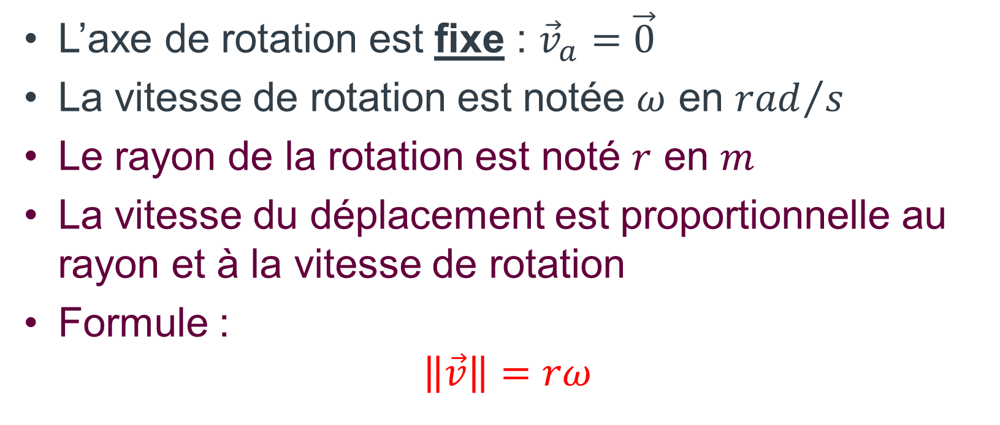 • L’axe de rotation est fixe : $\vec{v}_a = \vec{0}$
• La vitesse de rotation est notée $\omega$ en $rad/s$
• Le rayon de la rotation est noté $r$ en $m$
• La vitesse du déplacement est proportionnelle au
rayon et à la vitesse de rotation
• Formule :
$\|\vec{v}\| = r\omega$